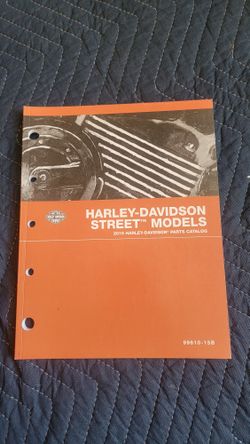 HARLEY-DAVIDSON
STREET™ MODELS
2015 HARLEY-DAVIDSON® PARTS CATALOG
99610-15B